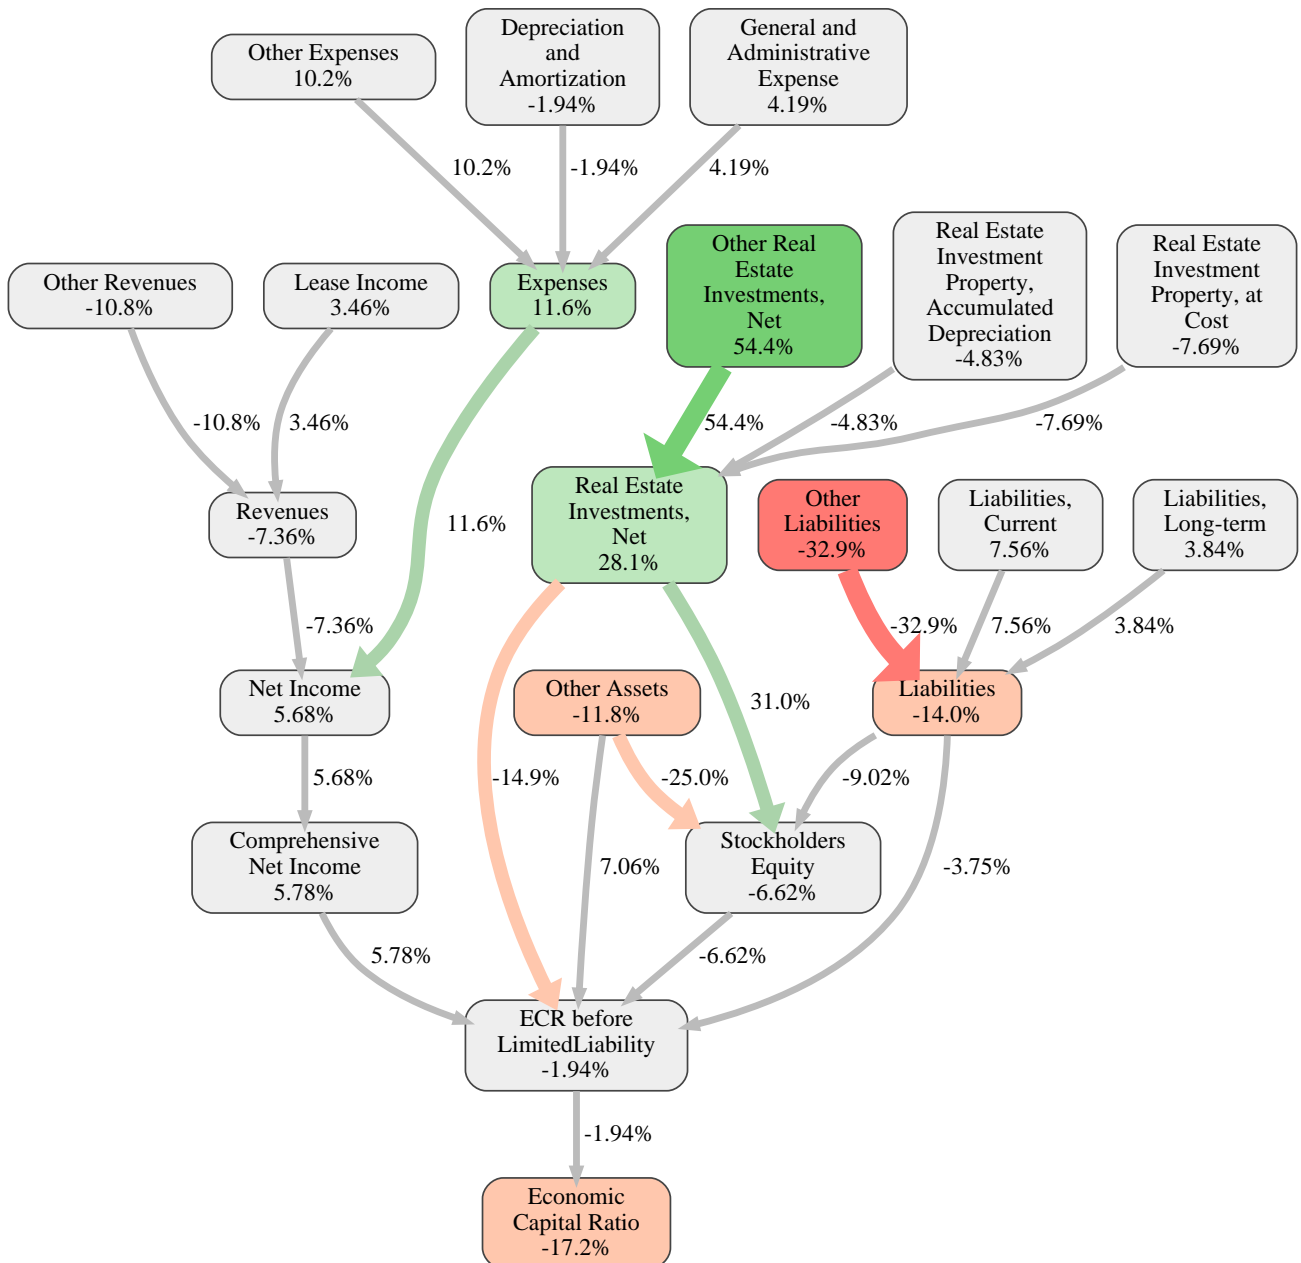 Other Expenses
10.2%
Depreciation
and
Amortization
-1.94%
General and
Administrative
Expense
4.19%
10.2%
-1.94%
4.19%
Other Revenues
-10.8%
Lease Income
3.46%
Expenses
11.6%
Other Real
Estate
Investments,
Net
54.4%
Real Estate
Investment
Property,
Accumulated
Depreciation
-4.83%
Real Estate
Investment
Property, at
Cost
-7.69%
-10.8%
3.46%
54.4%
-4.83%
-7.69%
Revenues
-7.36%
11.6%
Real Estate
Investments,
Net
28.1%
Other
Liabilities
-32.9%
Liabilities,
Current
7.56%
Liabilities,
Long-term
3.84%
-7.36%
-32.9%
7.56%
3.84%
Net Income
5.68%
Other Assets
-11.8%
31.0%
Liabilities
-14.0%
5.68%
-14.9%
-25.0%
-9.02%
Comprehensive
Net Income
5.78%
7.06%
Stockholders
Equity
-6.62%
-3.75%
5.78%
-6.62%
ECR before
LimitedLiability
-1.94%
-1.94%
Economic
Capital Ratio
-17.2%